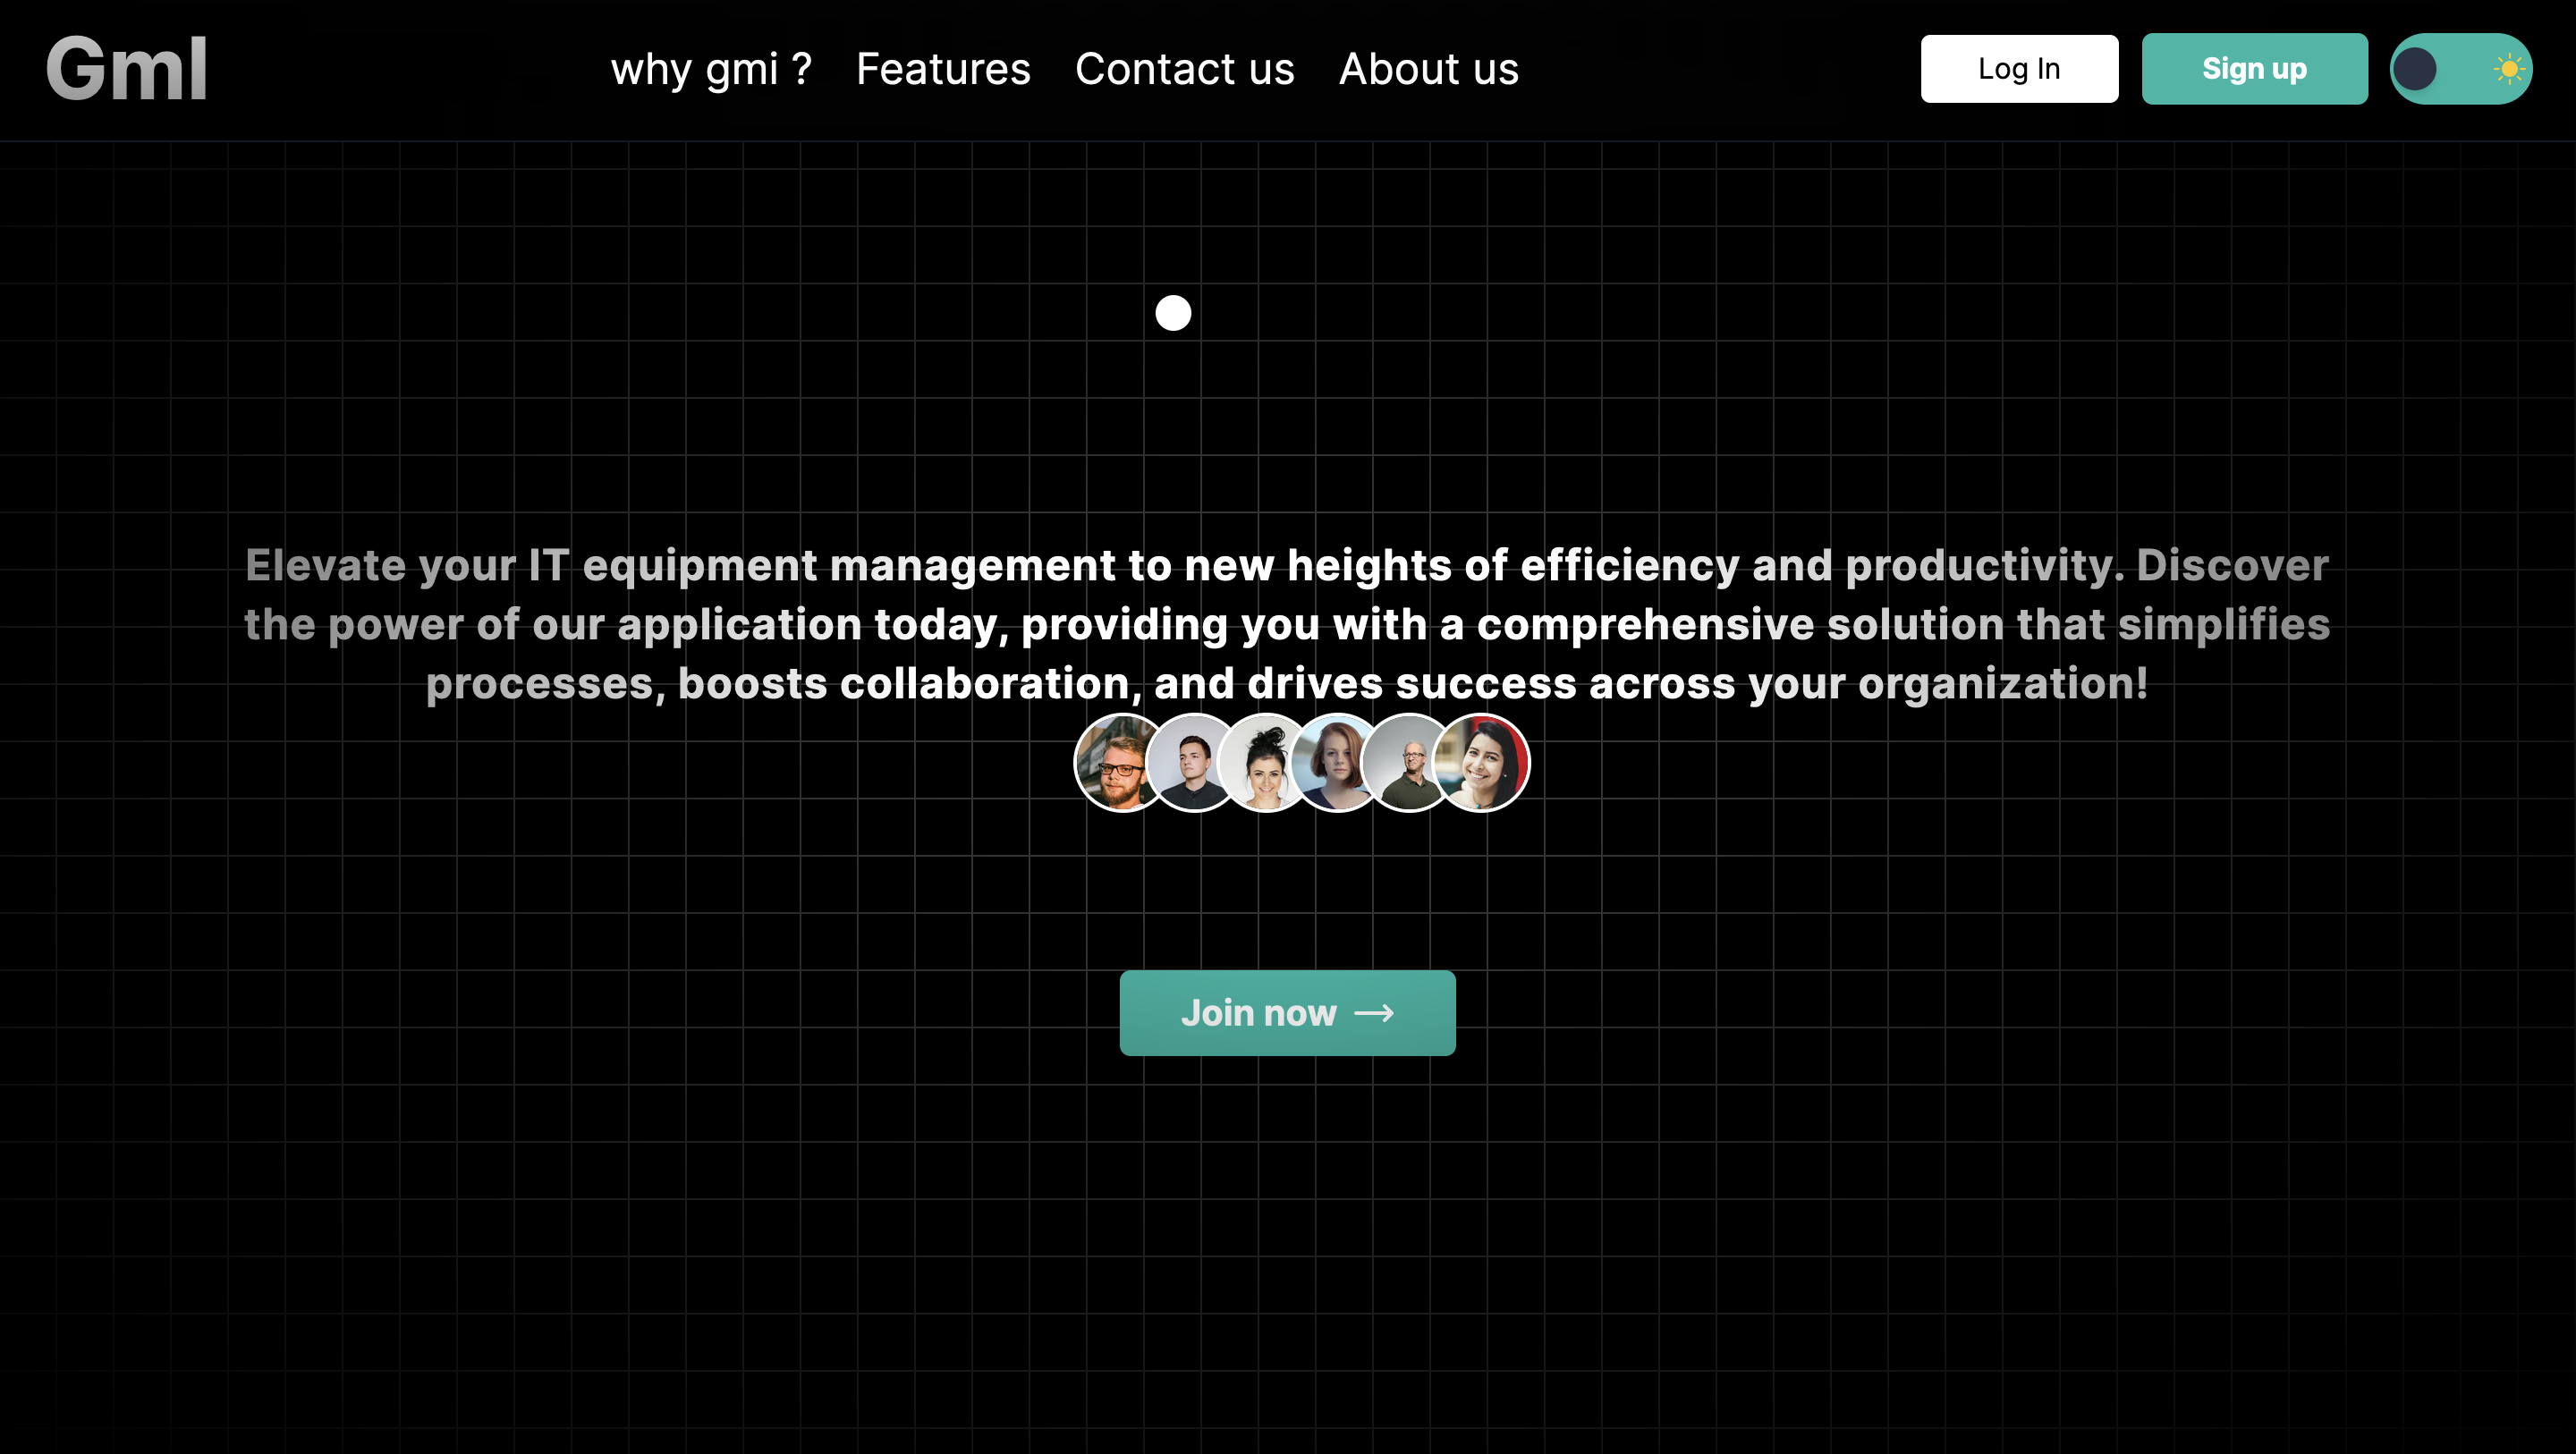 Gml
why gmi ?
Features
Contact us
About us
Log In
Sign up
Elevate your IT equipment management to new heights of efficiency and productivity. Discover
the power of our application today, providing you with a comprehensive solution that simplifies
processes, boosts collaboration, and drives success across your organization!
Join now